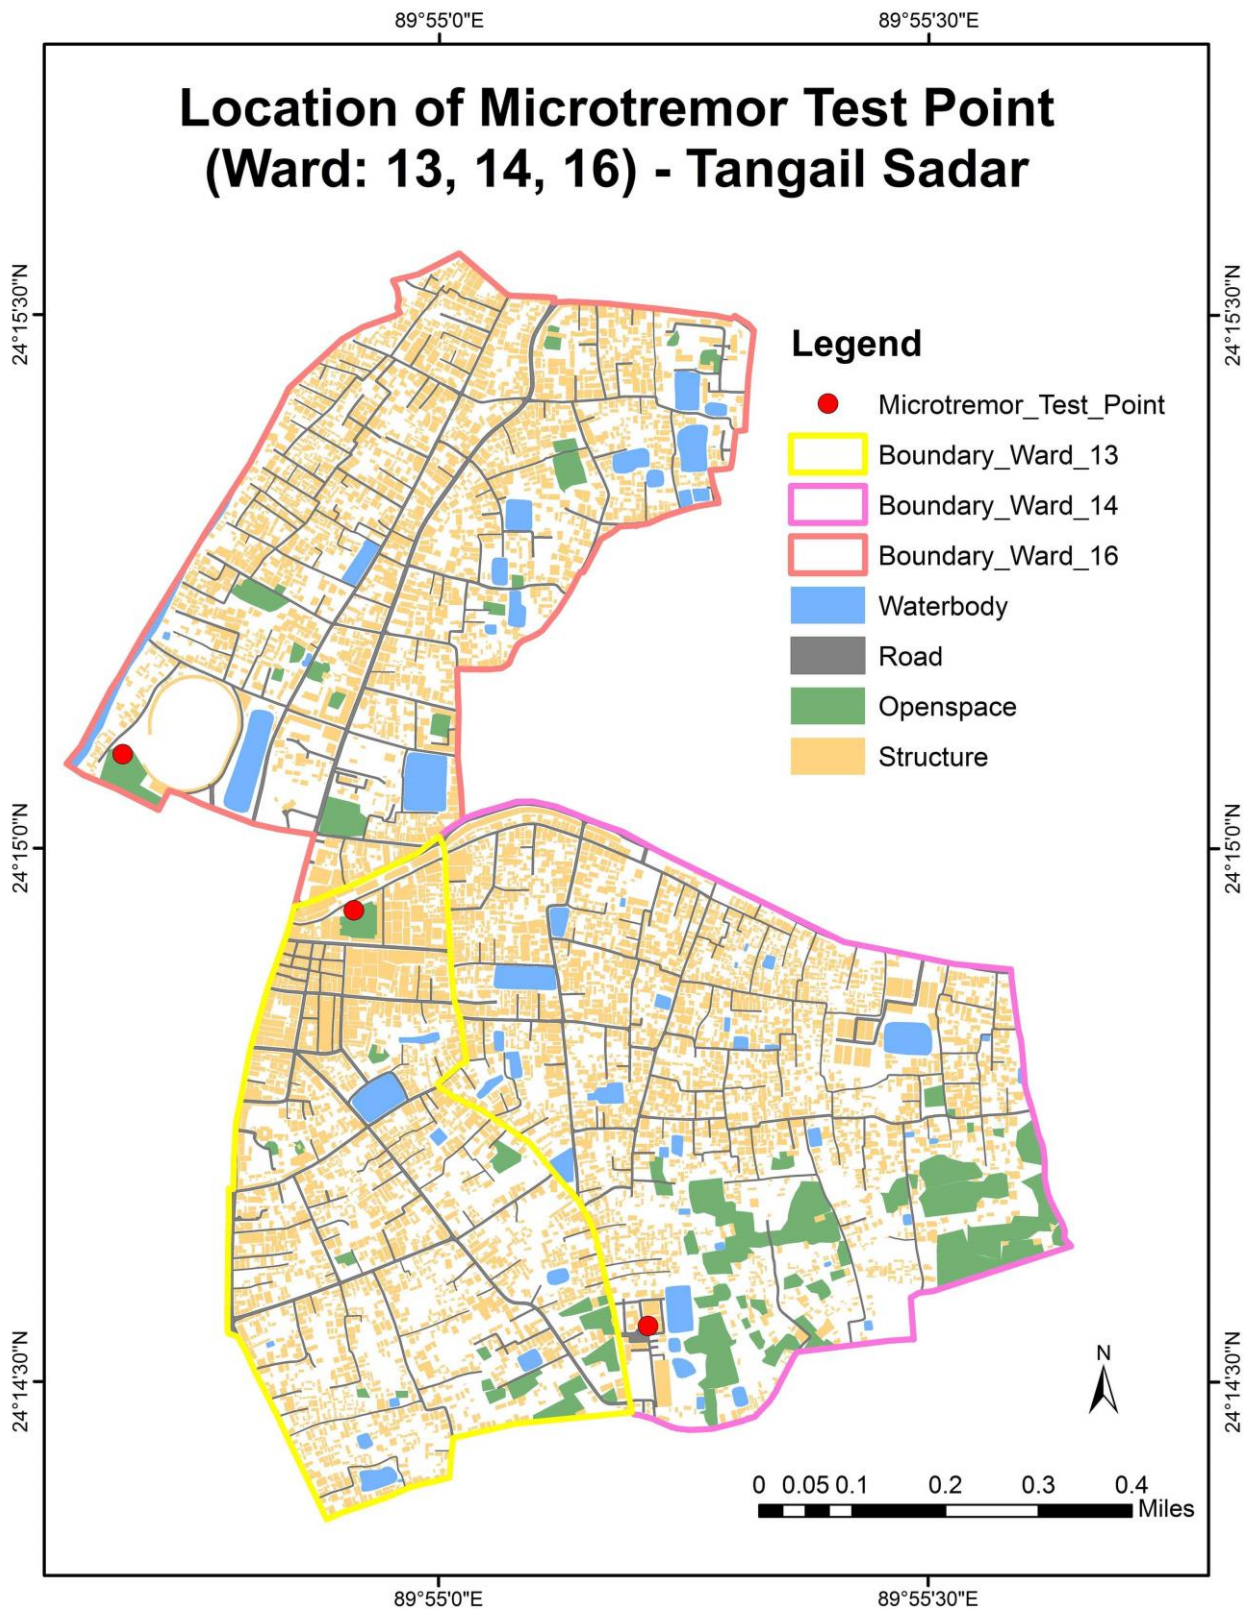 89°55'0"E 89°55'30"E
Location of Microtremor Test Point
(Ward: 13, 14, 16) - Tangail Sadar
24°15'30"N 24°15'30"N
Legend
Microtremor_Test_Point
Boundary_Ward_13
Boundary_Ward_14
Boundary_Ward_16
Waterbody
Road
Openspace
Structure
24°15'0"N 24°15'0"N
24°14'30"N 24°14'30"N
N
0 0.05 0.1 0.2 0.3 0.4
Miles
89°55'0"E 89°55'30"E